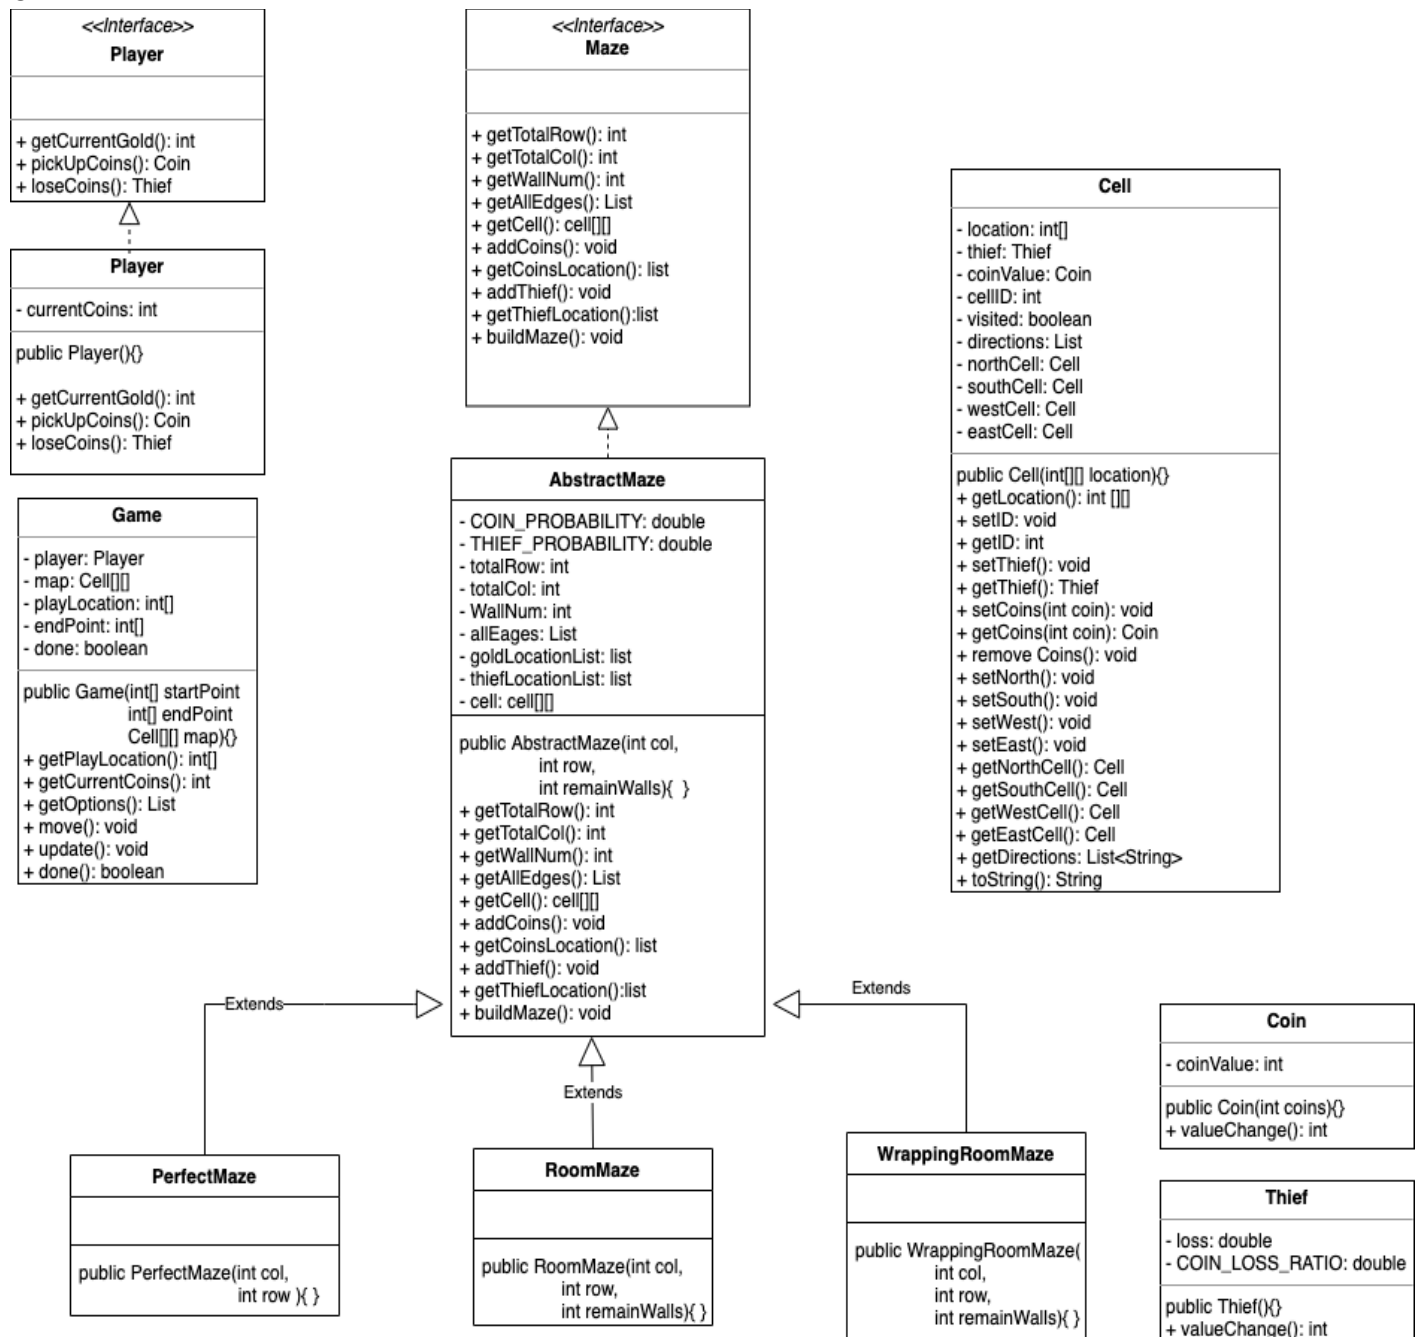 <<Interface>>
Player
+ getCurrentGold(): int
+ pickUpCoins(): Coin
+ loseCoins(): Thief
Player
- currentCoins: int
public Player(){}
+ getCurrentGold(): int
+ pickUpCoins(): Coin
+ loseCoins(): Thief
Game
- player: Player
- map: Cell[][]
- playLocation: int[]
- endPoint: int[]
- done: boolean
public Game(int[] startPoint
int[] endPoint
Cell[][] map){}
+ getPlayLocation(): int[]
+ getCurrentCoins(): int
+ getOptions(): List
+ move(): void
+ update(): void
+ done(): boolean
<<Interface>>
Maze
+ getTotalRow(): int
+ getTotalCol(): int
+ getWallNum(): int
+ getAllEdges(): List
+ getCell(): cell[][]
+ addCoins(): void
+ getCoinsLocation(): list
+ addThief(): void
+ getThiefLocation():list
+ buildMaze(): void
AbstractMaze
- COIN_PROBABILITY: double
- THIEF_PROBABILITY: double
- totalRow: int
- totalCol: int
- WallNum: int
- allEages: List
- goldLocationList: list
- thiefLocationList: list
- cell: cell[][]
public AbstractMaze(int col,
int row,
int remainWalls){ }
+ getTotalRow(): int
+ getTotalCol(): int
+ getWallNum(): int
+ getAllEdges(): List
+ getCell(): cell[][]
+ addCoins(): void
+ getCoinsLocation(): list
+ addThief(): void
+ getThiefLocation():list
+ buildMaze(): void
Cell
- location: int[]
- thief: Thief
- coinValue: Coin
- cellID: int
- visited: boolean
- directions: List
- northCell: Cell
- southCell: Cell
- westCell: Cell
- eastCell: Cell
public Cell(int[][] location){}
+ getLocation(): int [][]
+ setID: void
+ getID: int
+ setThief(): void
+ getThief(): Thief
+ setCoins(int coin): void
+ getCoins(int coin): Coin
+ remove Coins(): void
+ setNorth(): void
+ setSouth(): void
+ setWest(): void
+ setEast(): void
+ getNorthCell(): Cell
+ getSouthCell(): Cell
+ getWestCell(): Cell
+ getEastCell(): Cell
+ getDirections: List<String>
+ toString(): String
Extends
Extends
Extends
PerfectMaze
public PerfectMaze(int col,
int row ){ }
RoomMaze
public RoomMaze(int col,
int row,
int remainWalls){ }
WrappingRoomMaze
public WrappingRoomMaze(
int col,
int row,
int remainWalls){ }
Coin
- coinValue: int
public Coin(int coins){}
+ valueChange(): int
Thief
- loss: double
- COIN_LOSS_RATIO: double
public Thief(){}
+ valueChange(): int